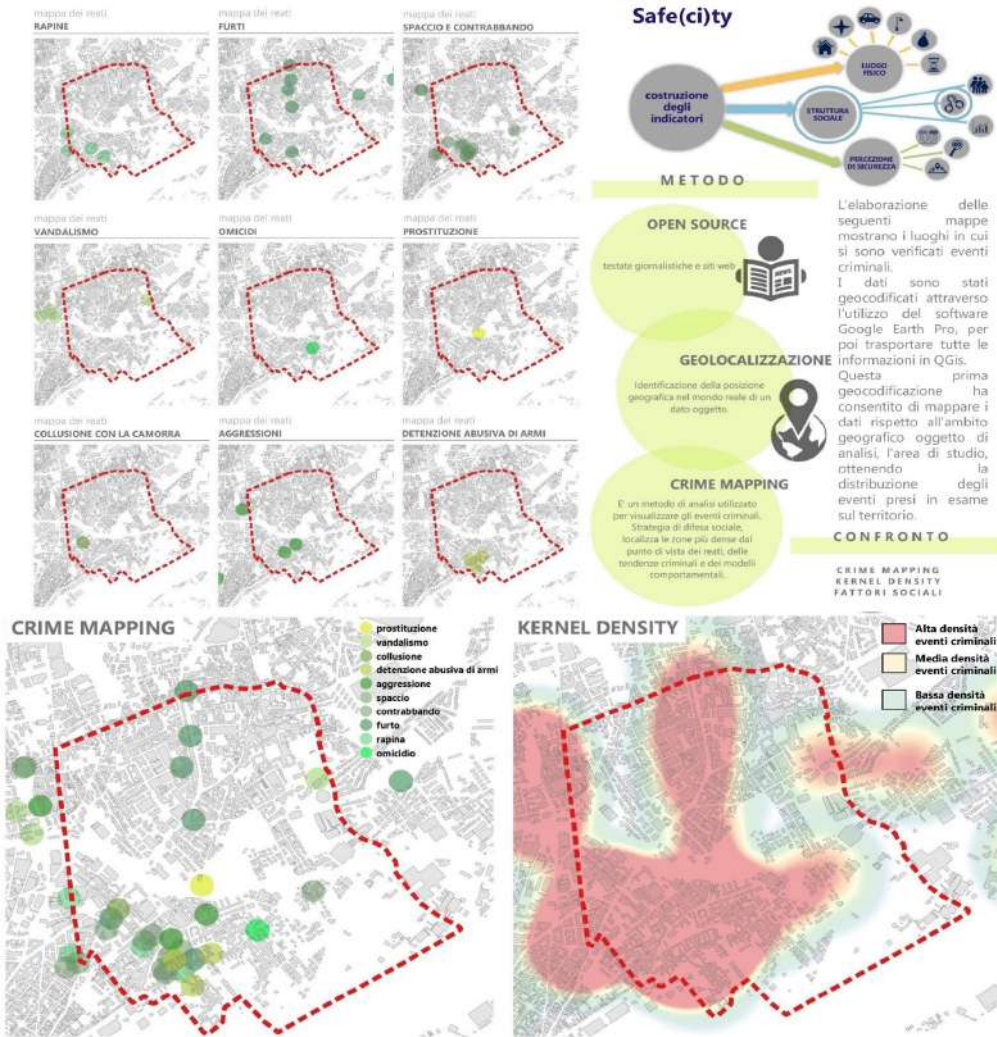 mappa dei reati
RAPINE
mappa dei reati
FURTI
mappa dei reati
SPACCIO E CONTRABBANDO
mappa dei reati
VANDALISMO
mappa dei reati
OMICIDI
mappa dei reati
PROSTITUZIONE
mappa dei reati
COLLUSIONE CON LA CAMORRA
mappa dei reati
AGGRESSIONI
mappa dei reati
DETENZIONE ABUSIVA DI ARMI
Safe(ci)ty
costruzione
degli
indicatori
LUOGO
FISICO
STRUTTURA
SOCIALE
PERCEZIONE
DI SICUREZZA
METODO
OPEN SOURCE
testate giornalistiche e siti web
NEWS
GEOLOCALIZZAZIONE
Identificazione della posizione
geografica nel mondo reale di un
dato oggetto.
CRIME MAPPING
E' un metodo di analisi utilizzato
per visualizzare gli eventi criminali.
Strategia di difesa sociale,
localizza le zone più dense dal
punto di vista dei reati, delle
tendenze criminali e dei modelli
comportamentali.
L'elaborazione delle
seguenti mappe
mostrano i luoghi in cui
si sono verificati eventi
criminali.
I dati sono stati
geocodificati attraverso
l'utilizzo del software
Google Earth Pro, per
poi trasportare tutte le
informazioni in QGis.
Questa prima
geocodificazione ha
consentito di mappare i
dati rispetto all'ambito
geografico oggetto di
analisi, l'area di studio,
ottenendo la
distribuzione degli
eventi presi in esame
sul territorio.
CONFRONTO
CRIME MAPPING
KERNEL DENSITY
FATTORI SOCIALI
CRIME MAPPING
prostituzione
vandalismo
collusione
detenzione abusiva di armi
aggressione
spaccio
contrabbando
furto
rapina
omicidio
KERNEL DENSITY
Alta densità
eventi criminali
Media densità
eventi criminali
Bassa densità
eventi criminali